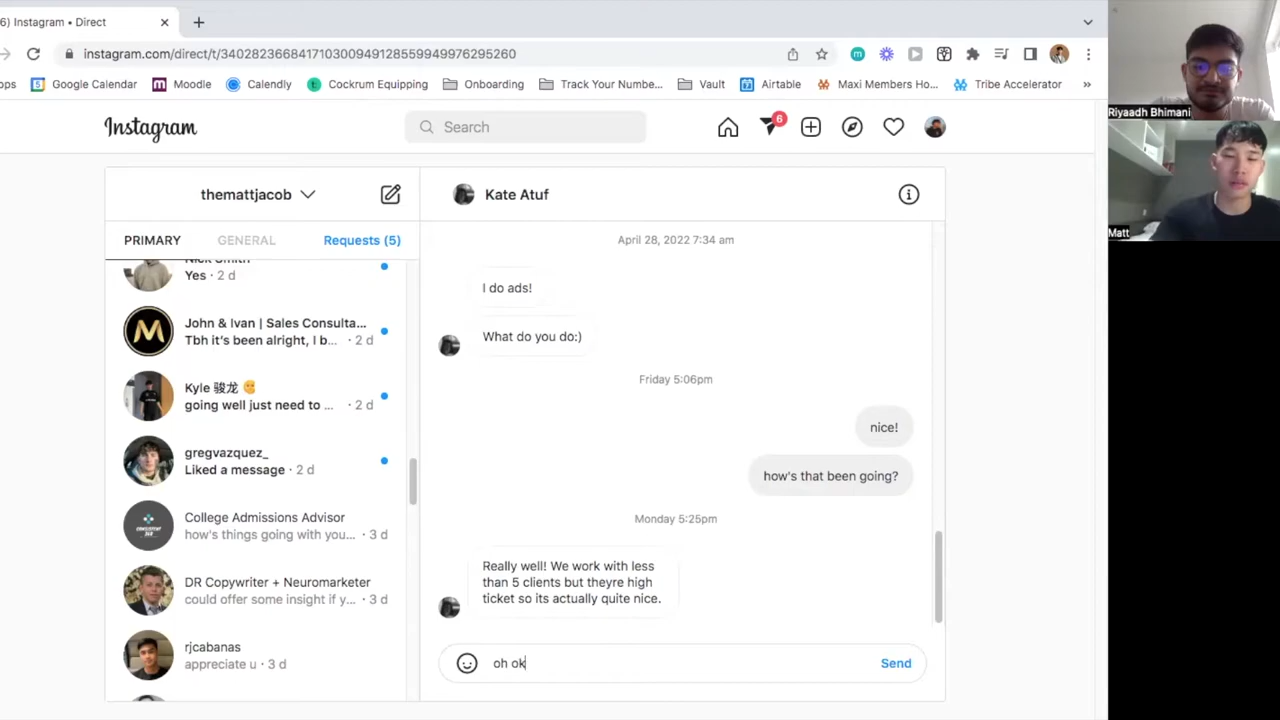 6) Instagram • Direct
instagram.com/direct/t/340282366841710300949128559949976295260
Google Calendar
Moodle
Calendly
Cockrum Equipping
Onboarding
Track Your Numbe...
Vault
Airtable
Maxi Members Ho...
Tribe Accelerator
»
Instagram
Search
6
themattjacob
PRIMARY
GENERAL
Requests (5)
Nick Smith
Yes · 2 d
John & Ivan | Sales Consulta...
Tbh it's been alright, I b... · 2 d
Kyle 骏龙
going well just need to ... · 2 d
gregvazquez_
Liked a message · 2 d
College Admissions Advisor
how's things going with you... · 3 d
DR Copywriter + Neuromarketer
could offer some insight if y... · 3 d
rjcabanas
appreciate u · 3 d
Kate Atuf
April 28, 2022 7:34 am
I do ads!
What do you do:)
Friday 5:06pm
nice!
how's that been going?
Monday 5:25pm
Really well! We work with less
than 5 clients but theyre high
ticket so its actually quite nice.
oh ok
Send
Riyaadh Bhimani
Matt